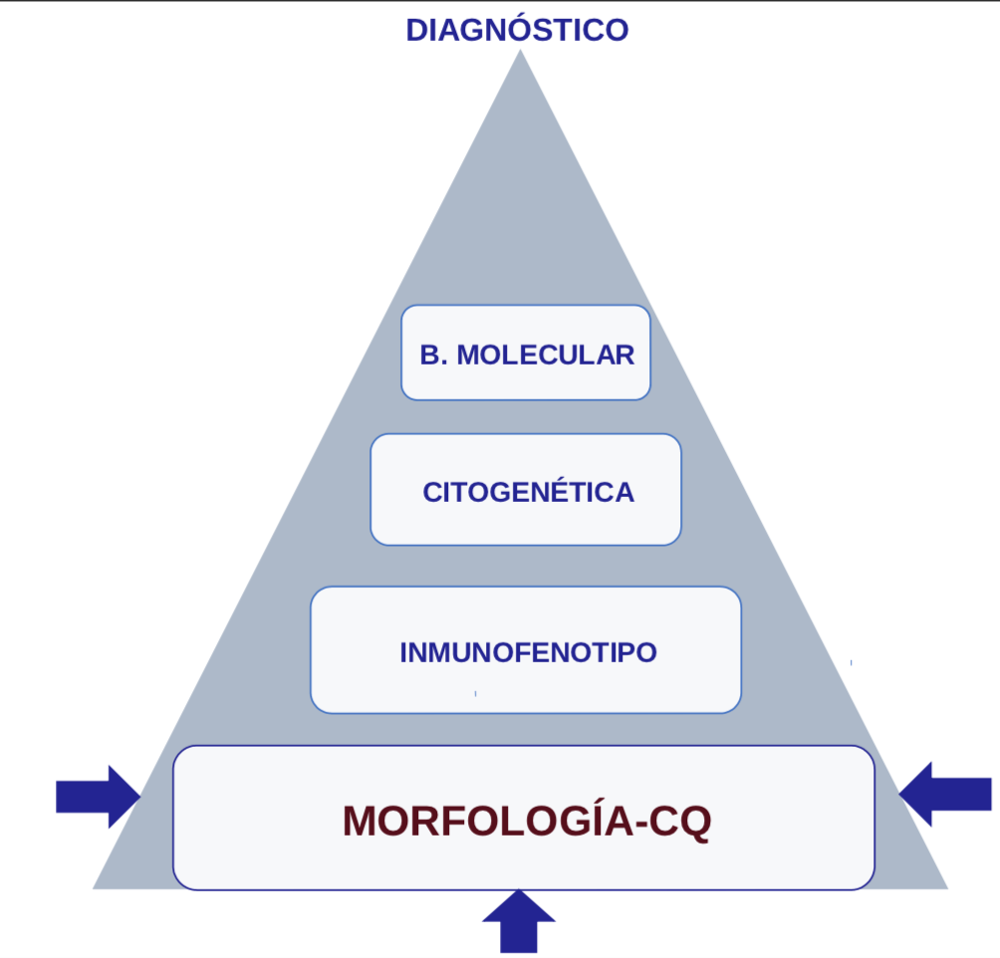 DIAGNÓSTICO
B. MOLECULAR
CITOGENÉTICA
INMUNOFENOTIPO
MORFOLOGÍA-CQ